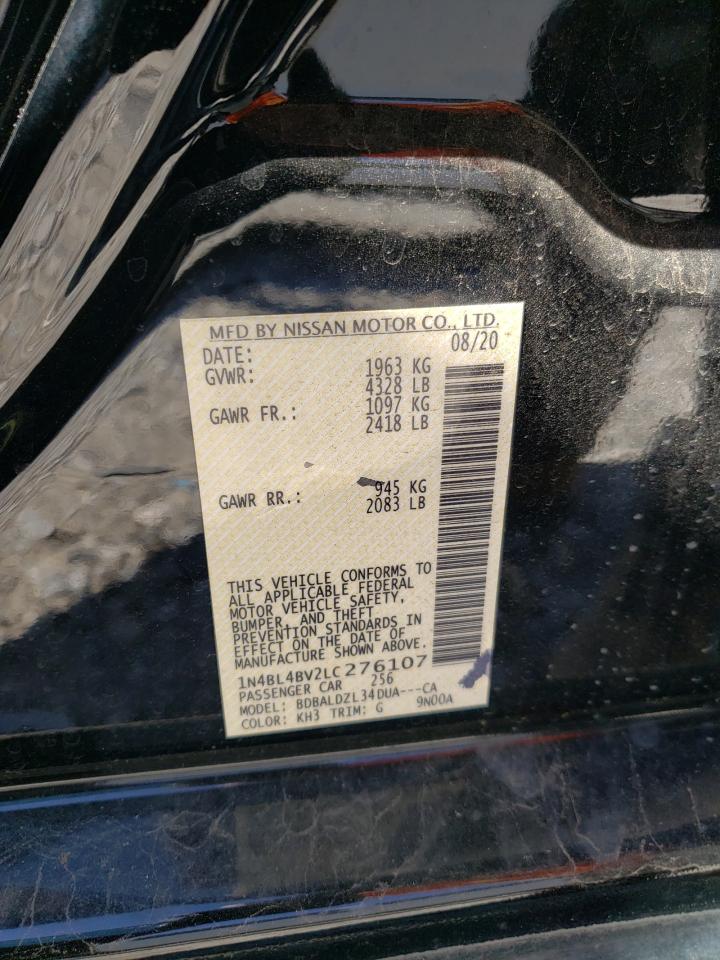 MFD BY NISSAN MOTOR CO., LTD.
DATE: 08/20
GVWR: 1963 KG
4328 LB
GAWR FR.: 1097 KG
2418 LB
GAWR RR.: 945 KG
2083 LB
THIS VEHICLE CONFORMS TO
ALL APPLICABLE FEDERAL
MOTOR VEHICLE SAFETY,
BUMPER, AND THEFT
PREVENTION STANDARDS IN
EFFECT ON THE DATE OF
MANUFACTURE SHOWN ABOVE.
1N4BL4BV2LC276107
PASSENGER CAR 256
MODEL: BDBALDZL34DUA---CA
COLOR: KH3 TRIM: G 9N00A